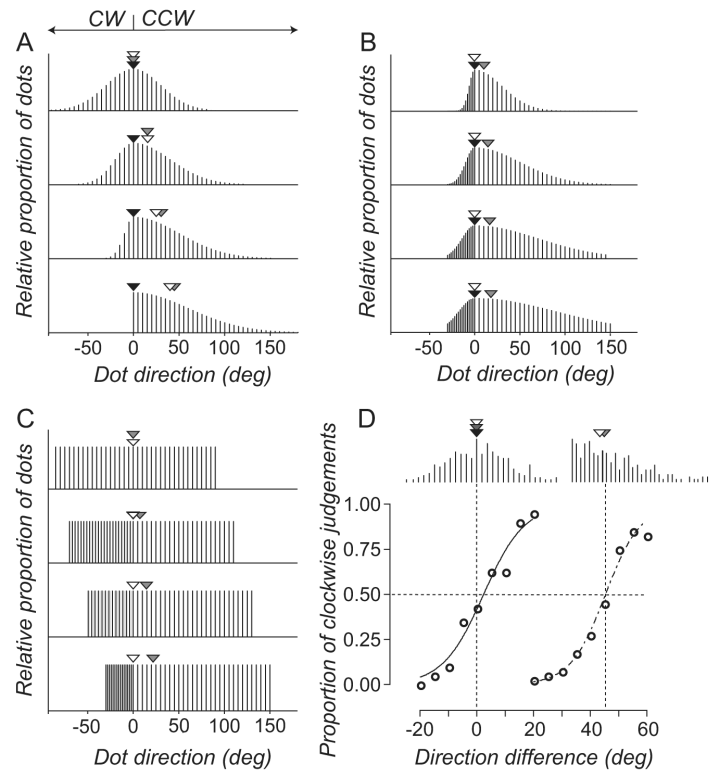 CW | CCW
A
Relative proportion of dots
-50 0 50 100 150
Dot direction (deg)
B
Relative proportion of dots
-50 0 50 100 150
Dot direction (deg)
C
Relative proportion of dots
-50 0 50 100 150
Dot direction (deg)
D
Proportion of clockwise judgements
1.00
0.75
0.50
0.25
0.00
-20 0 20 40 60
Direction difference (deg)